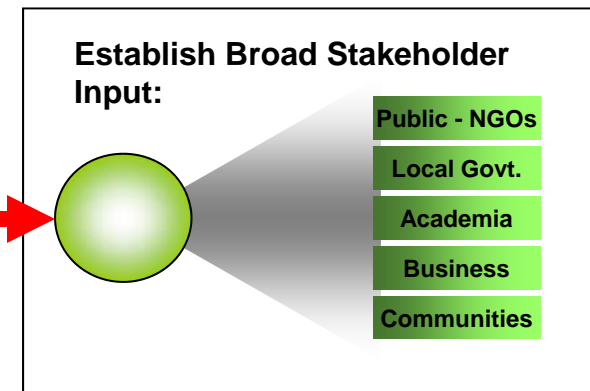 Establish Broad Stakeholder
Input:
Public - NGOs
Local Govt.
Academia
Business
Communities